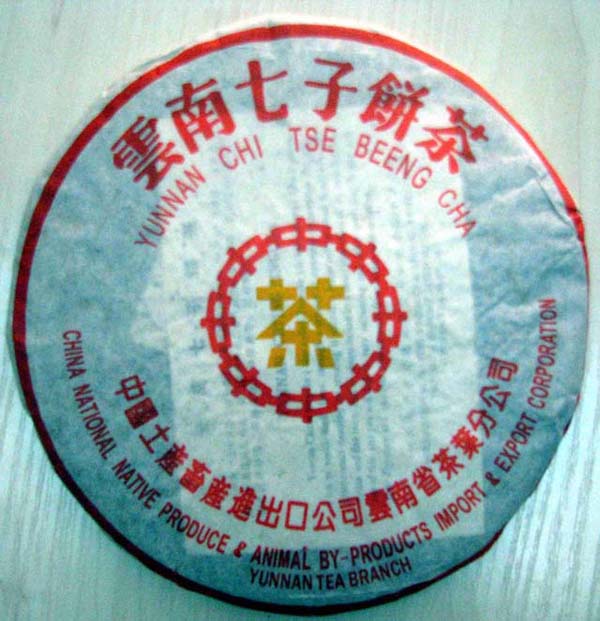 雲南七子餅茶
YUNNAN CHI TSE BEENG CHA
茶
中國土產畜產進出口公司雲南省茶葉分公司
CHINA NATIONAL NATIVE PRODUCE & ANIMAL BY-PRODUCTS IMPORT & EXPORT CORPORATION
YUNNAN TEA BRANCH